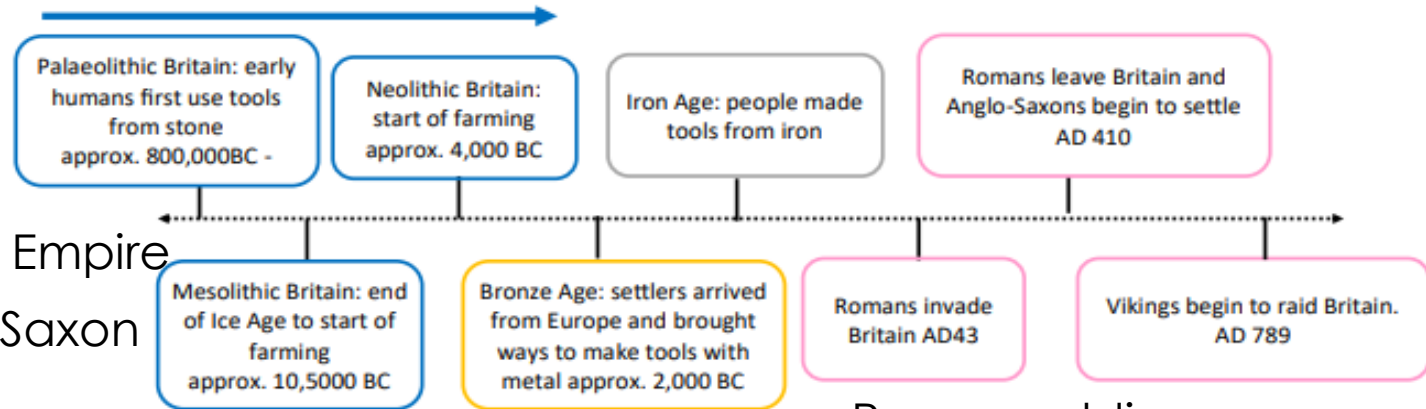 Palaeolithic Britain: early
humans first use tools
from stone
approx. 800,000BC -
Neolithic Britain:
start of farming
approx. 4,000 BC
Iron Age: people made
tools from iron
Romans leave Britain and
Anglo-Saxons begin to settle
AD 410
Empire
Saxon
Mesolithic Britain: end
of Ice Age to start of
farming
approx. 10,5000 BC
Bronze Age: settlers arrived
from Europe and brought
ways to make tools with
metal approx. 2,000 BC
Romans invade
Britain AD43
Vikings begin to raid Britain.
AD 789